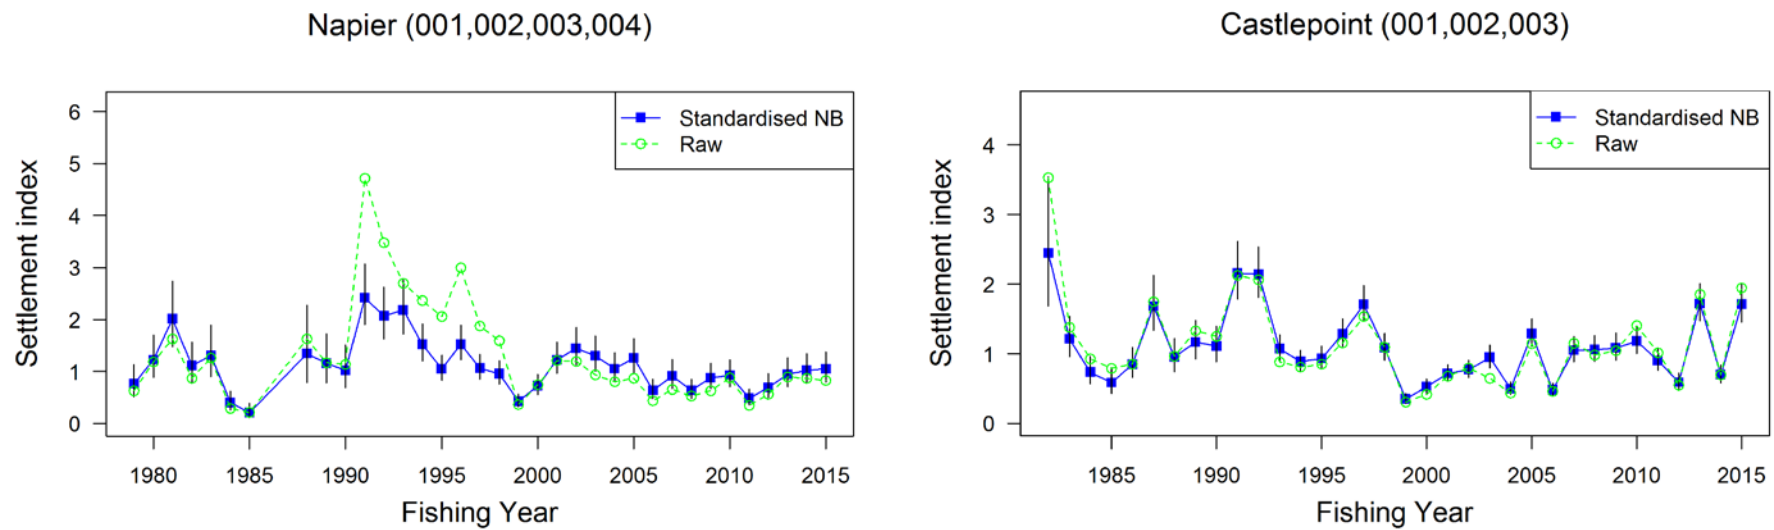 Napier (001,002,003,004)
Settlement index
6
5
4
3
2
1
0
Standardised NB
Raw
1980 1985 1990 1995 2000 2005 2010 2015
Fishing Year
Castlepoint (001,002,003)
Settlement index
4
3
2
1
0
Standardised NB
Raw
1985 1990 1995 2000 2005 2010 2015
Fishing Year